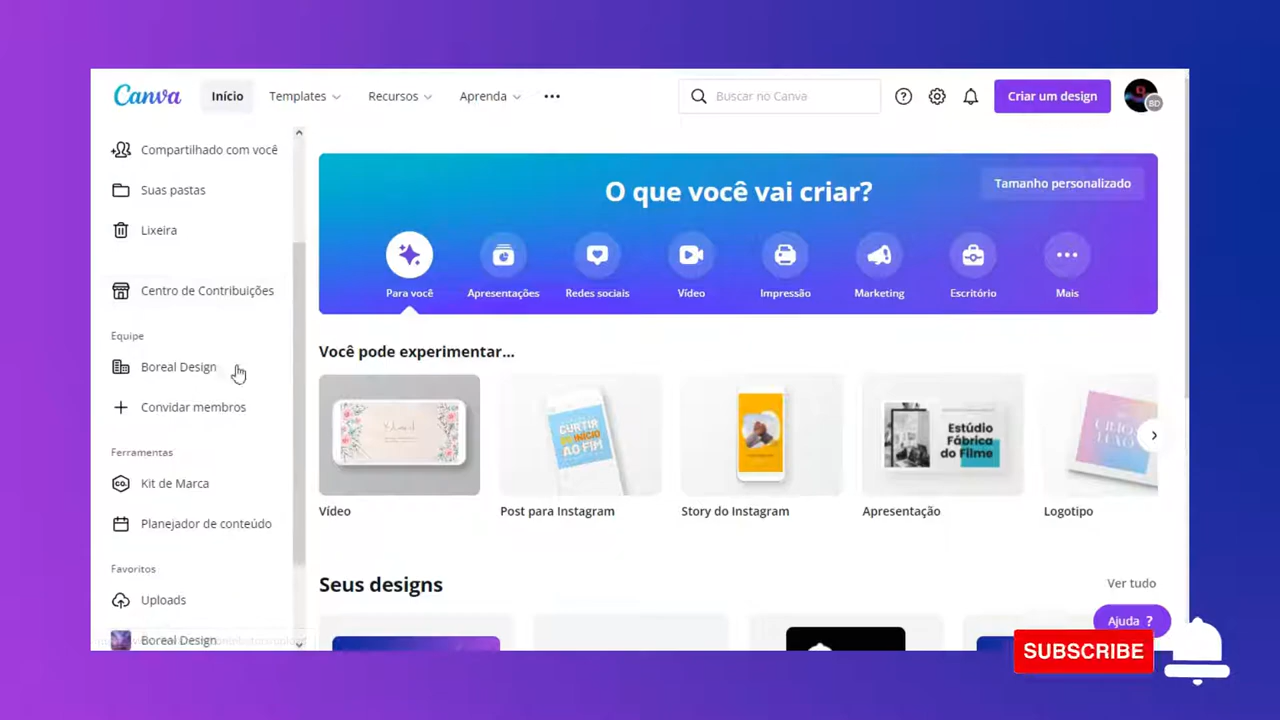 Canva
Início
Templates
Recursos
Aprenda
Buscar no Canva
Criar um design
BD
Compartilhado com você
Suas pastas
Lixeira
Centro de Contribuições
Equipe
Boreal Design
Convidar membros
Ferramentas
CO.
Kit de Marca
Planejador de conteúdo
Favoritos
Uploads
Boreal Design
O que você vai criar?
Tamanho personalizado
Para você
Apresentações
Redes sociais
Vídeo
Impressão
Marketing
Escritório
Mais
Você pode experimentar...
CURTIR
DO INÍCIO
AO FIM
Estúdio
Fábrica
do Filme
Vídeo
Post para Instagram
Story do Instagram
Apresentação
Logotipo
Seus designs
Ver tudo
Ajuda ?
SUBSCRIBE